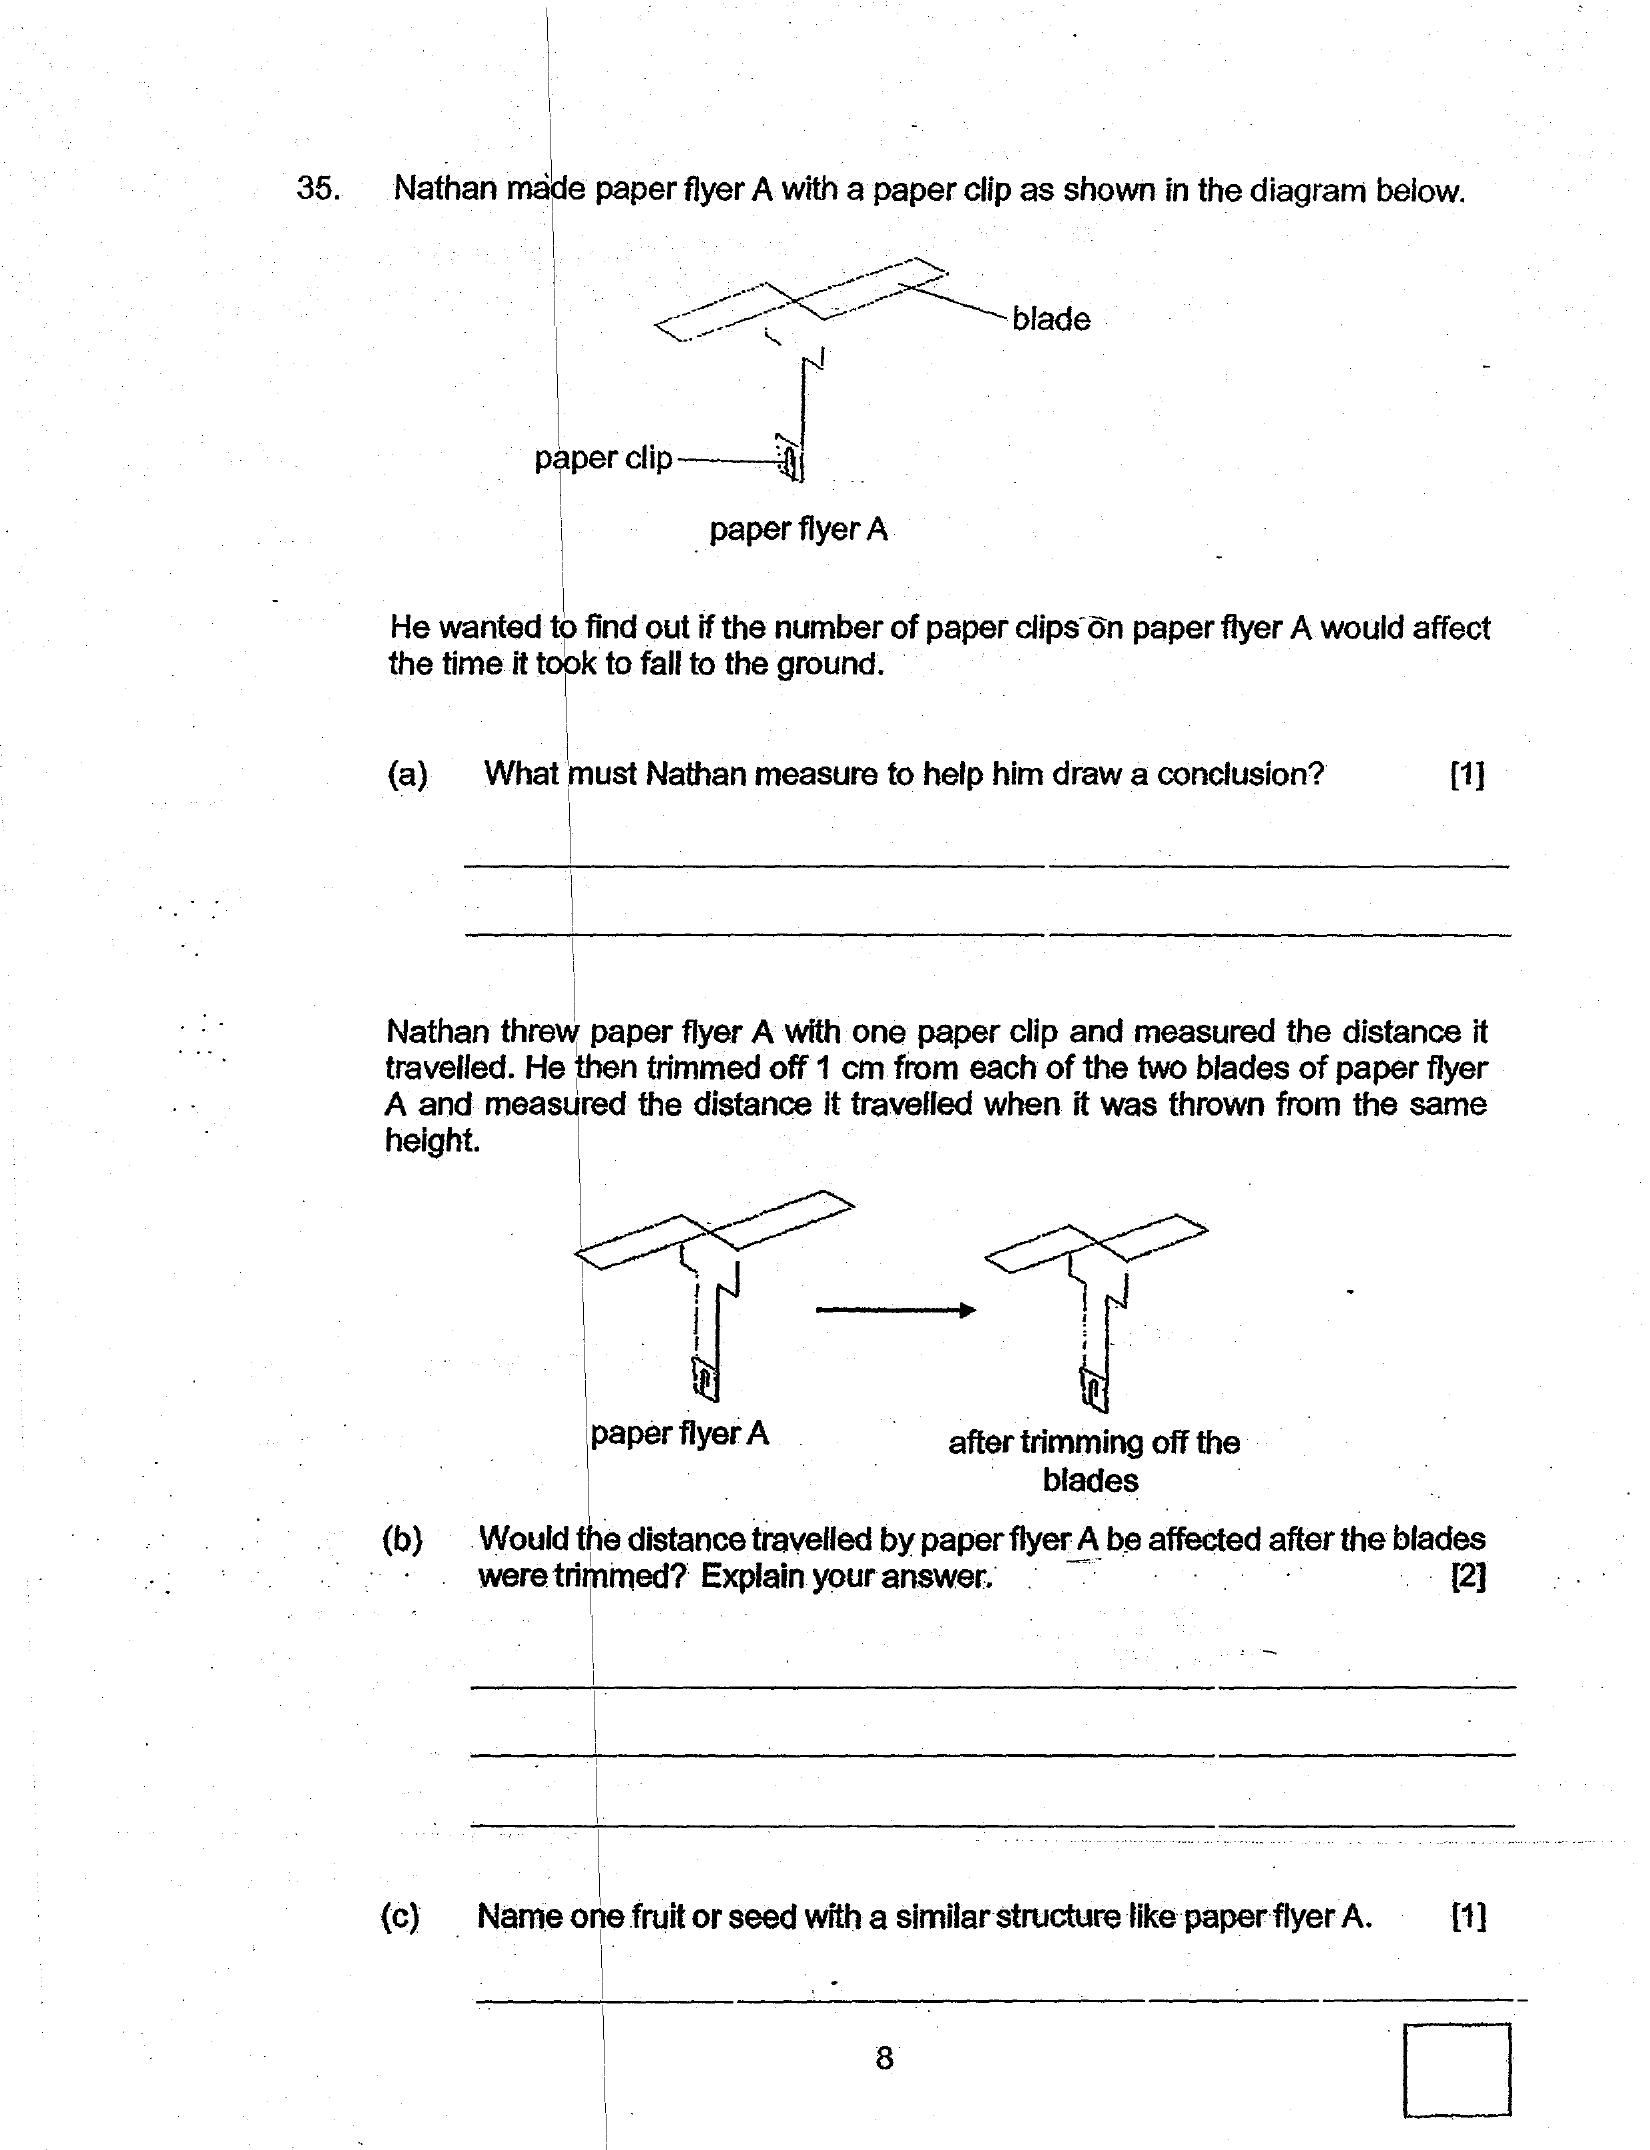 35. Nathan made paper flyer A with a paper clip as shown in the diagram below.
blade
paper clip
paper flyer A
He wanted to find out if the number of paper clips on paper flyer A would affect
the time it took to fall to the ground.
(a) What must Nathan measure to help him draw a conclusion? [1]
Nathan threw paper flyer A with one paper clip and measured the distance it
travelled. He then trimmed off 1 cm from each of the two blades of paper flyer
A and measured the distance it travelled when it was thrown from the same
height.
paper flyer A
after trimming off the
blades
(b) Would the distance travelled by paper flyer A be affected after the blades
were trimmed? Explain your answer. [2]
(c) Name one fruit or seed with a similar structure like paper flyer A. [1]
8